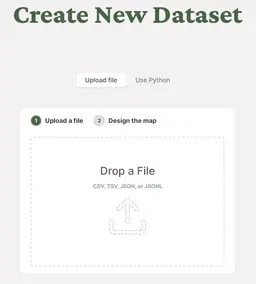 Create New Dataset
Upload file Use Python
1 Upload a file 2 Design the map
Drop a File
CSV, TSV, JSON, or JSONL